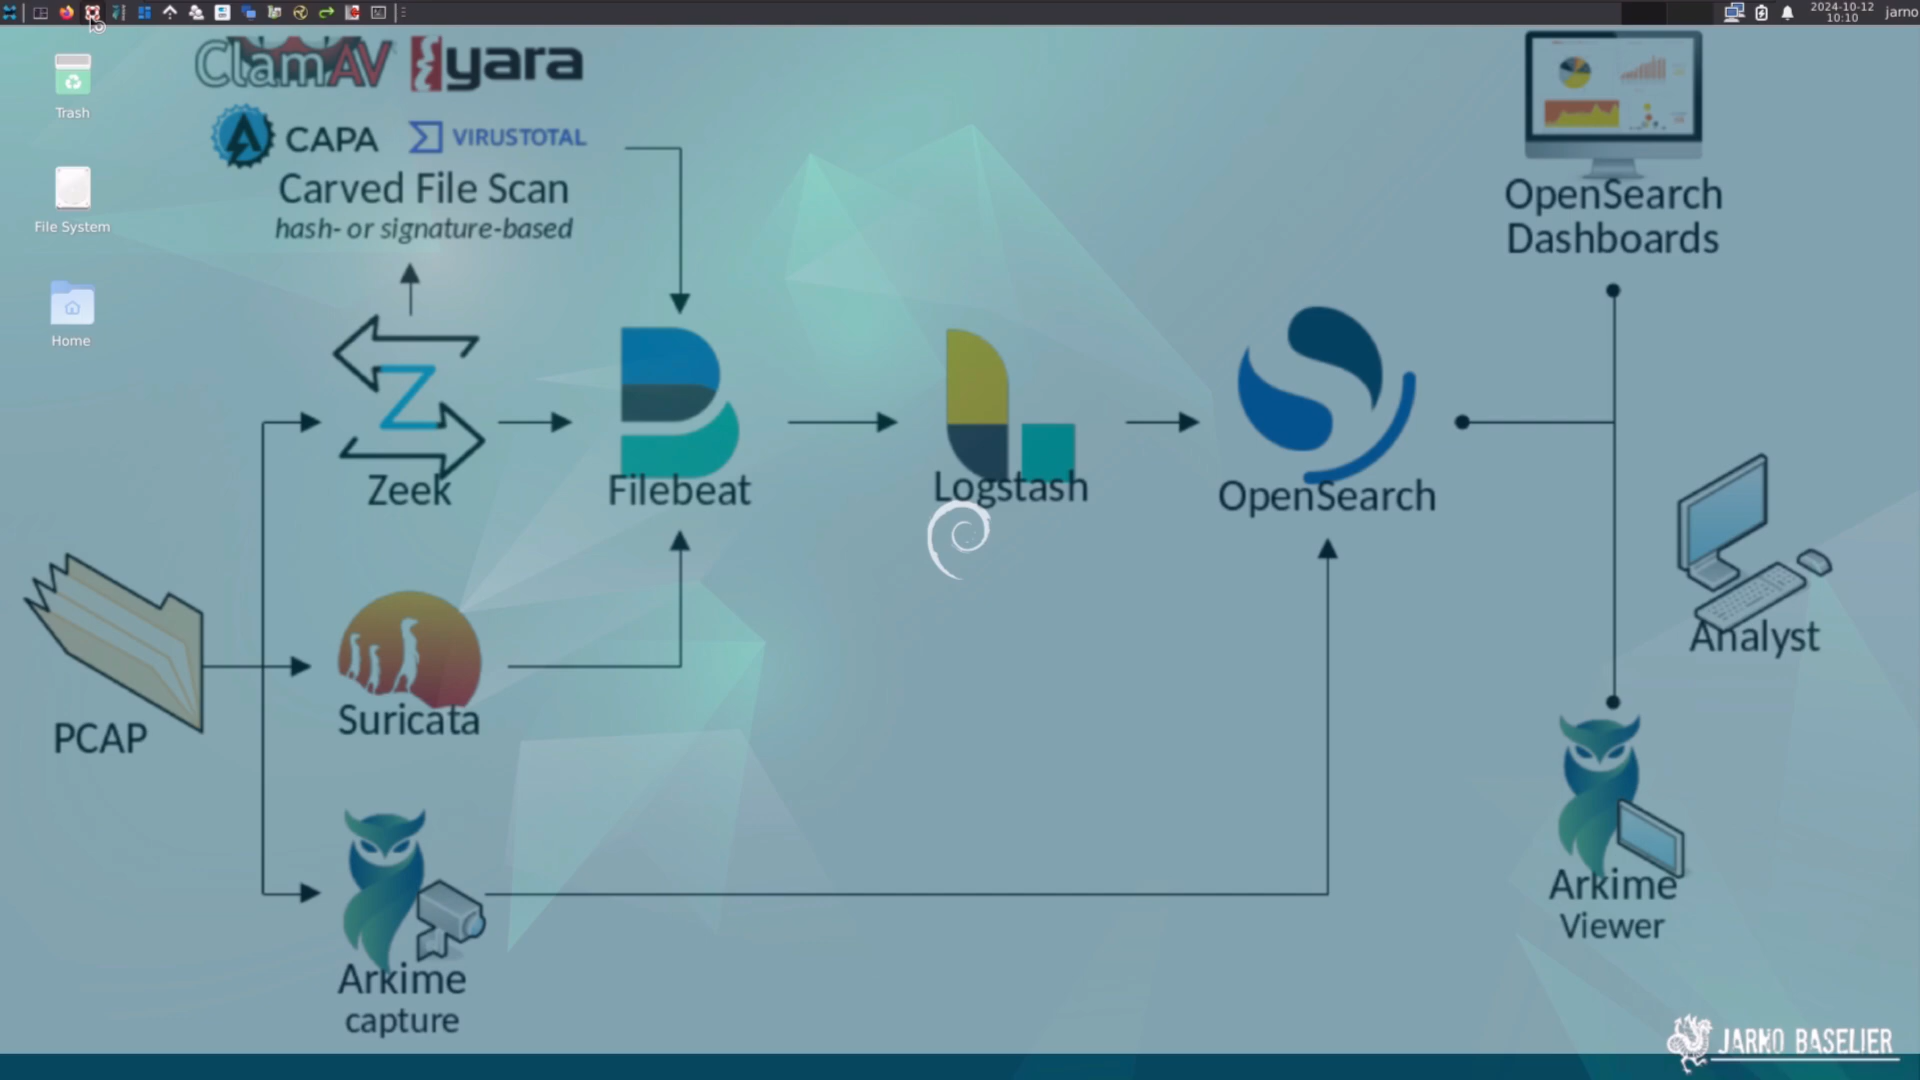 2024-10-12
10:10
jarno
Trash
File System
Home
ClamAV
yara
CAPA
VIRUSTOTAL
Carved File Scan
hash- or signature-based
OpenSearch
Dashboards
Z
Zeek
Filebeat
Logstash
OpenSearch
Analyst
PCAP
Suricata
Arkime
Viewer
Arkime
capture
JARNO BASELIER